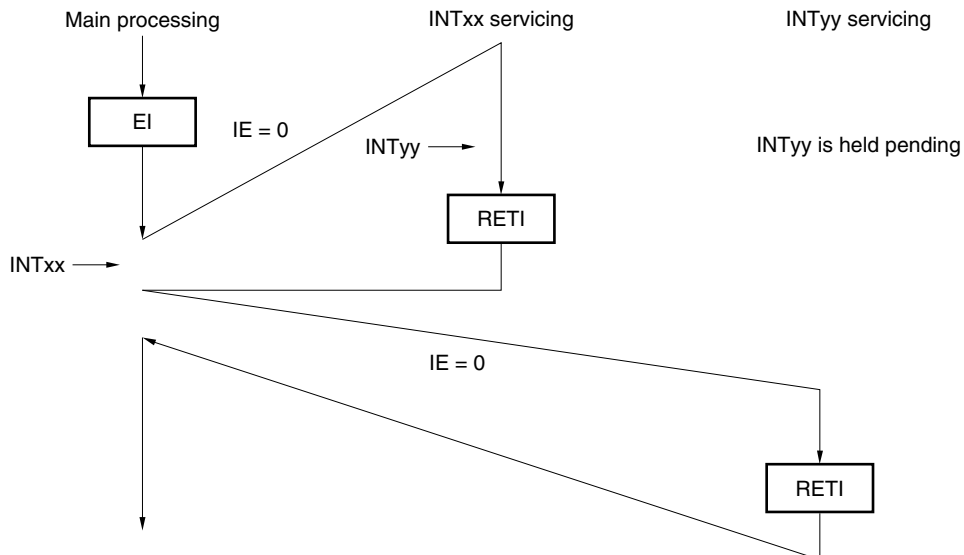 Main processing
INTxx servicing
INTyy servicing
EI
IE = 0
INTyy
INTyy is held pending
RETI
INTxx
IE = 0
RETI